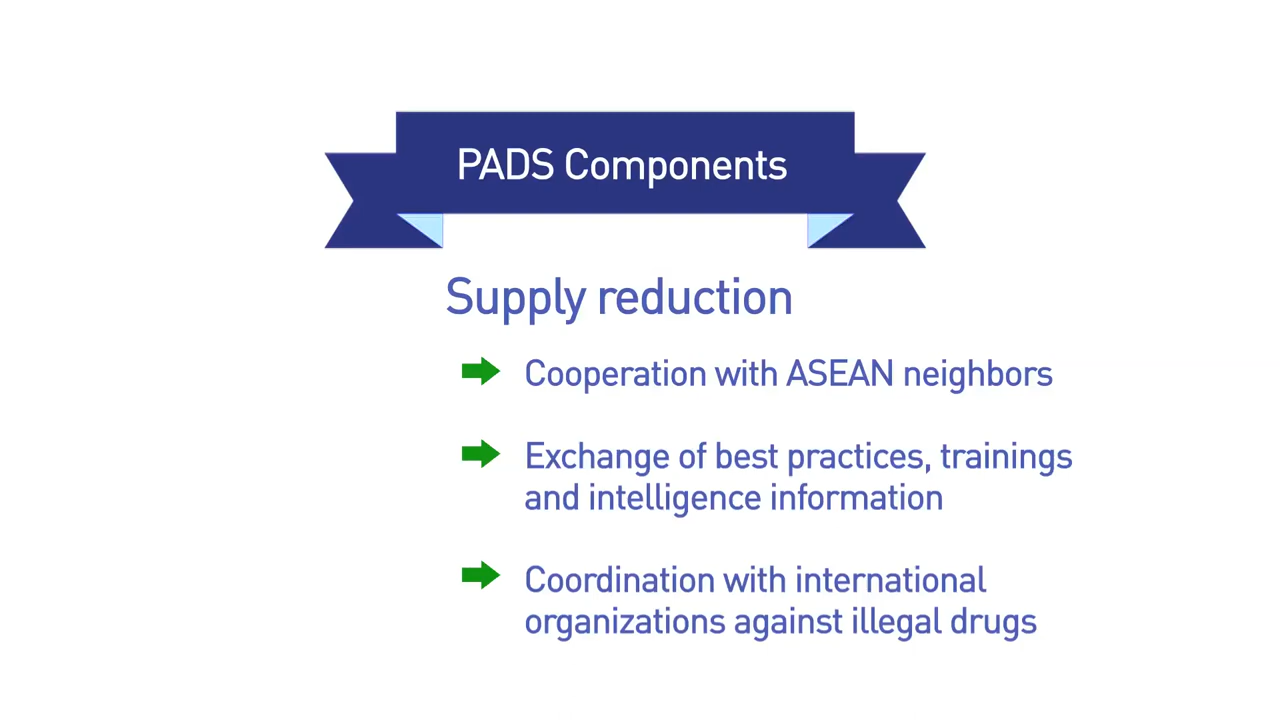 PADS Components
Supply reduction
Cooperation with ASEAN neighbors
Exchange of best practices, trainings
and intelligence information
Coordination with international
organizations against illegal drugs